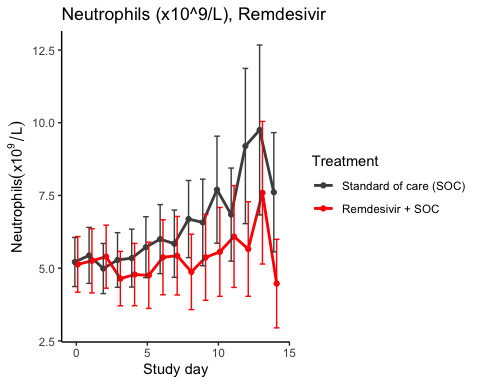 Neutrophils (x10^9/L), Remdesivir
12.5
10.0
7.5
5.0
2.5
Neutrophils(x10⁹/L)
0
5
10
15
Study day
Treatment
Standard of care (SOC)
Remdesivir + SOC